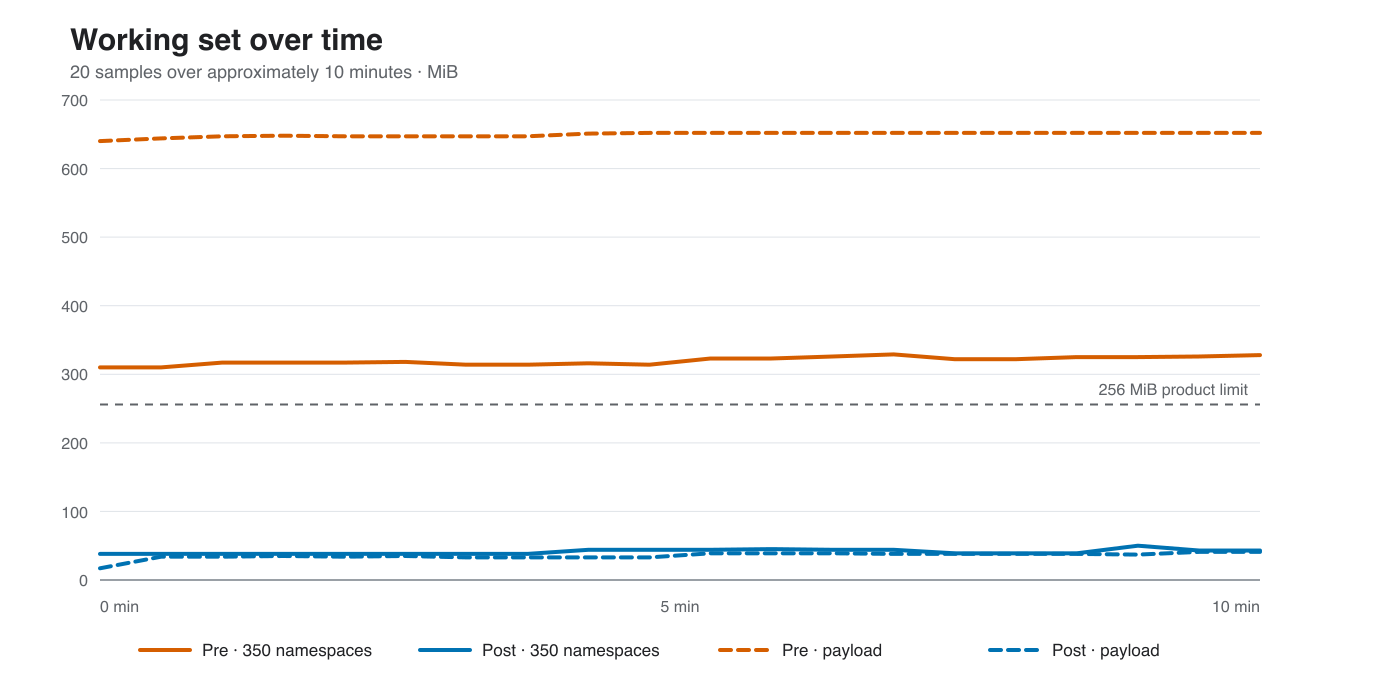 Working set over time
20 samples over approximately 10 minutes · MiB
700
600
500
400
300
256 MiB product limit
200
100
0
0 min 5 min 10 min
Pre · 350 namespaces Post · 350 namespaces Pre · payload Post · payload